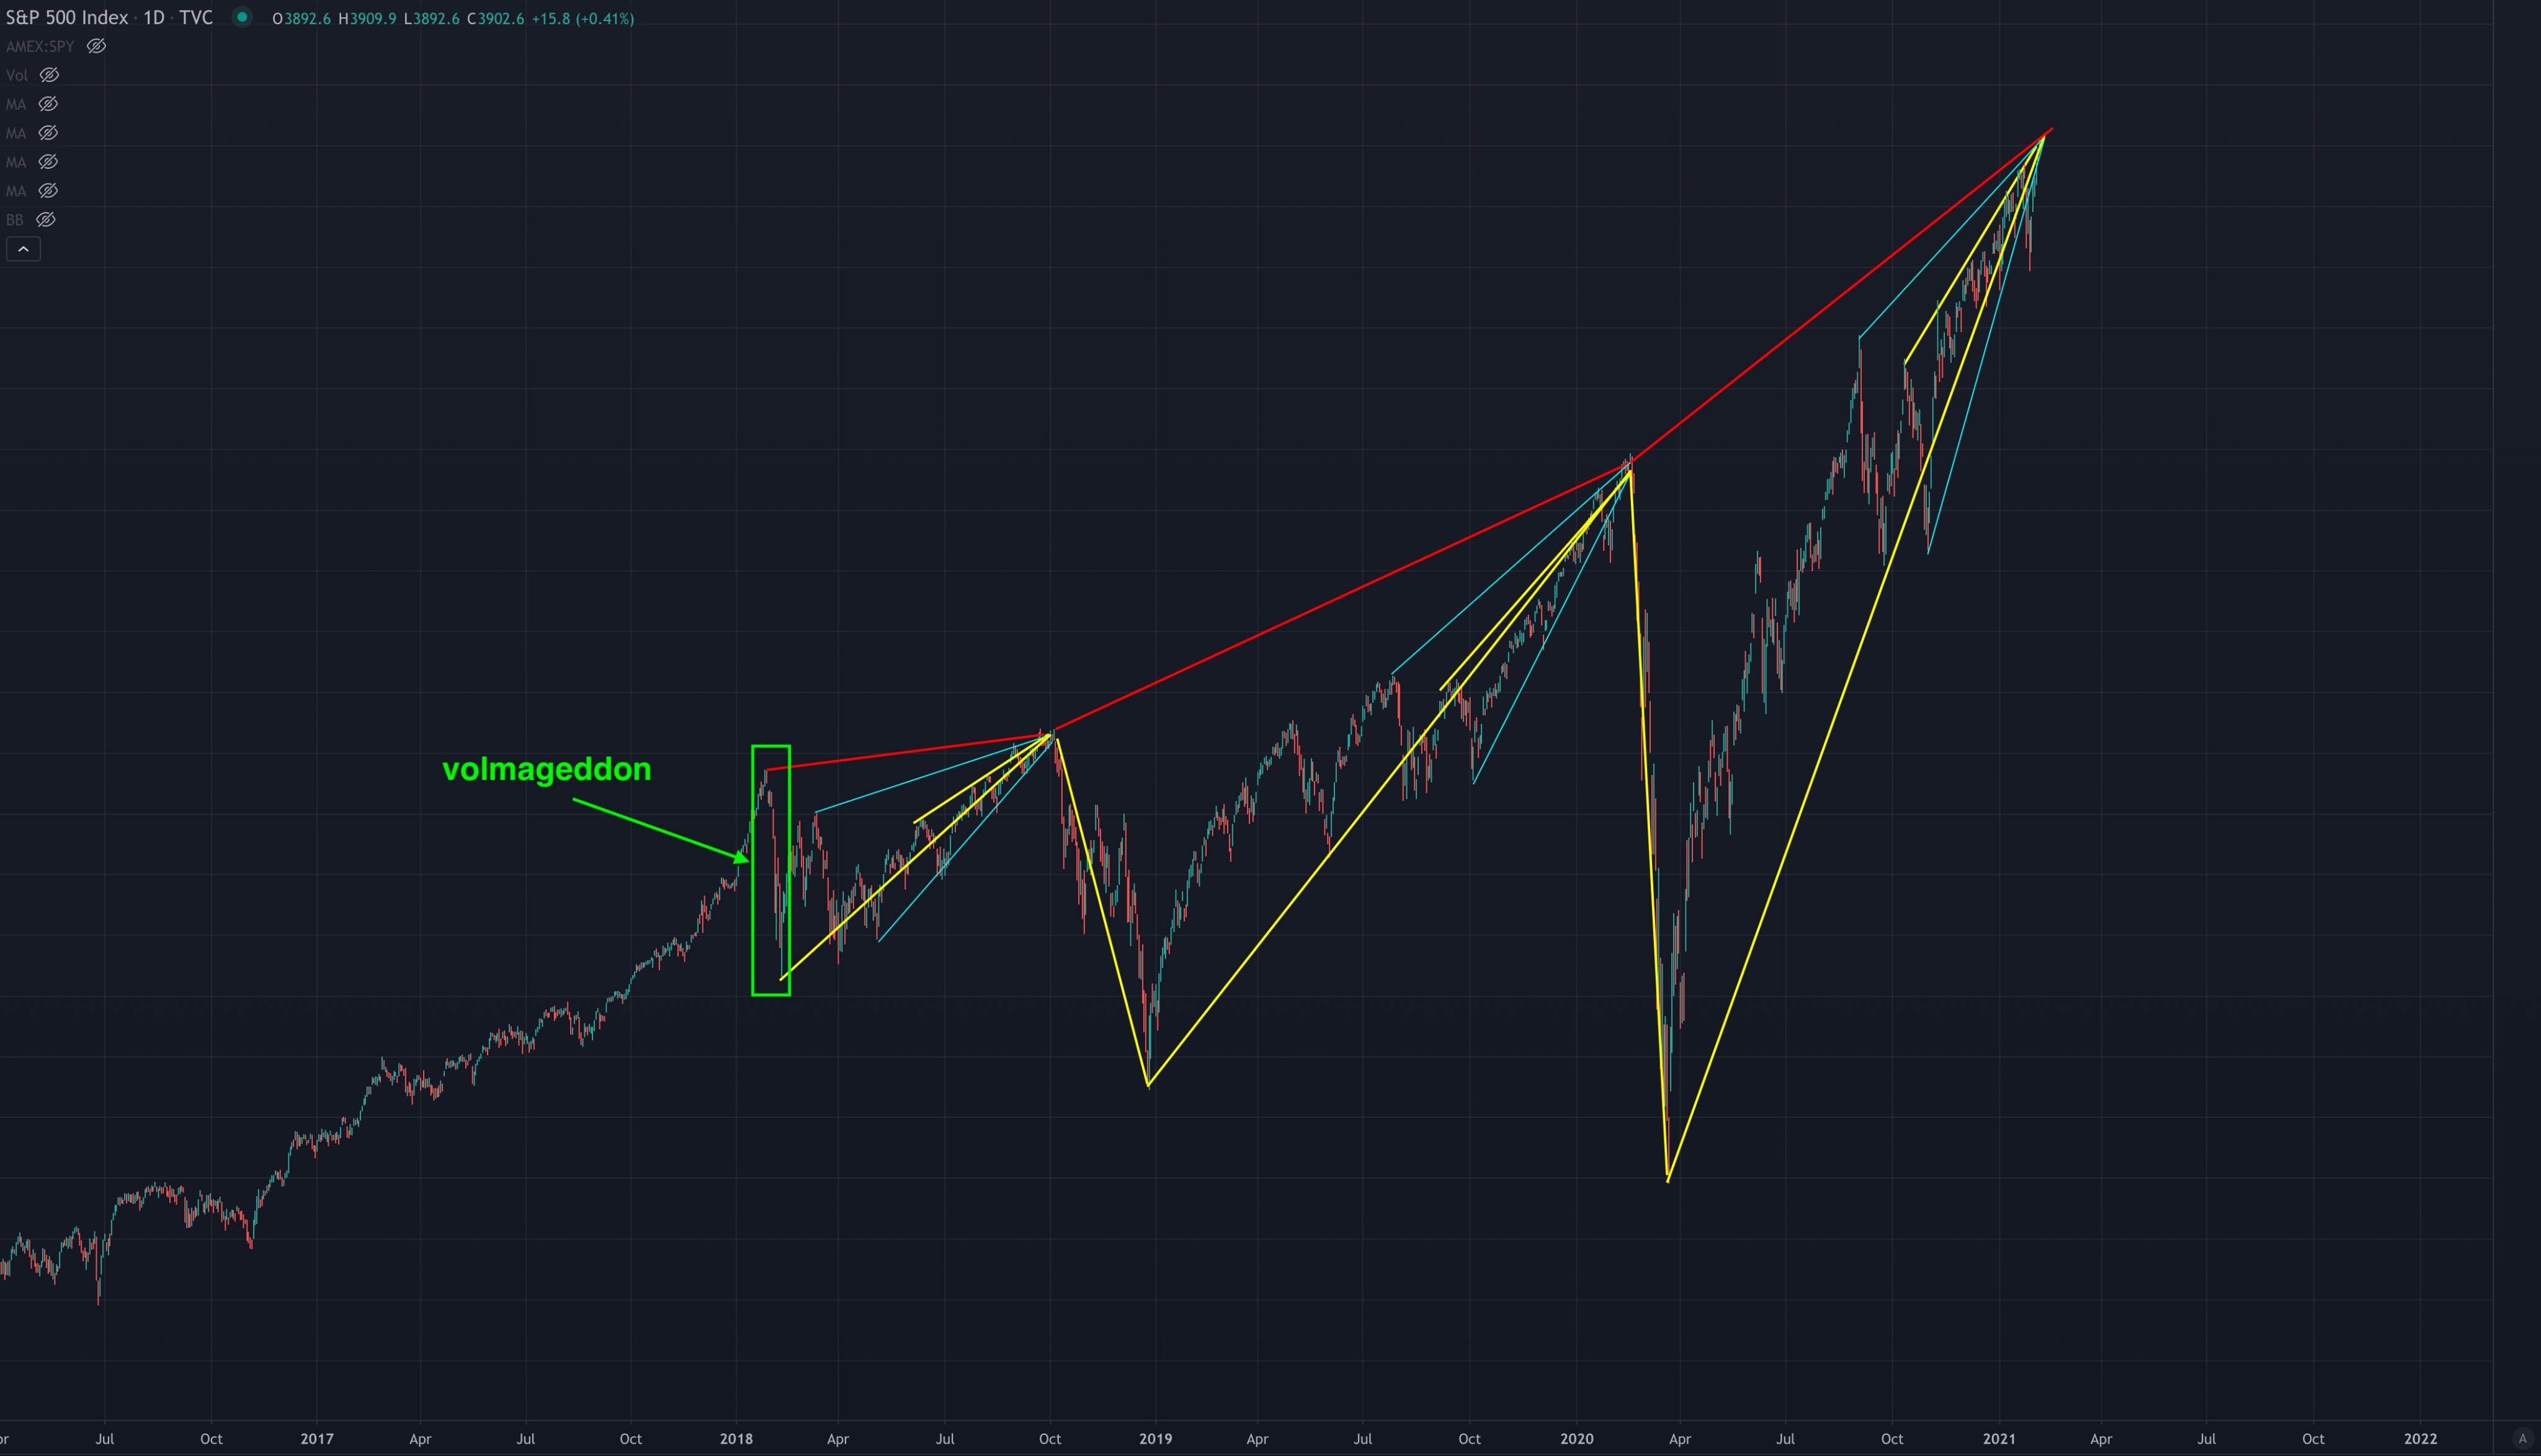 S&P 500 Index · 1D · TVC O3892.6 H3909.9 L3892.6 C3902.6 +15.8 (+0.41%)
AMEX:SPY
Vol
MA
MA
MA
MA
BB
volmageddon
Jul Oct 2017 Apr Jul Oct 2018 Apr Jul Oct 2019 Apr Jul Oct 2020 Apr Jul Oct 2021 Apr Jul Oct 2022 A